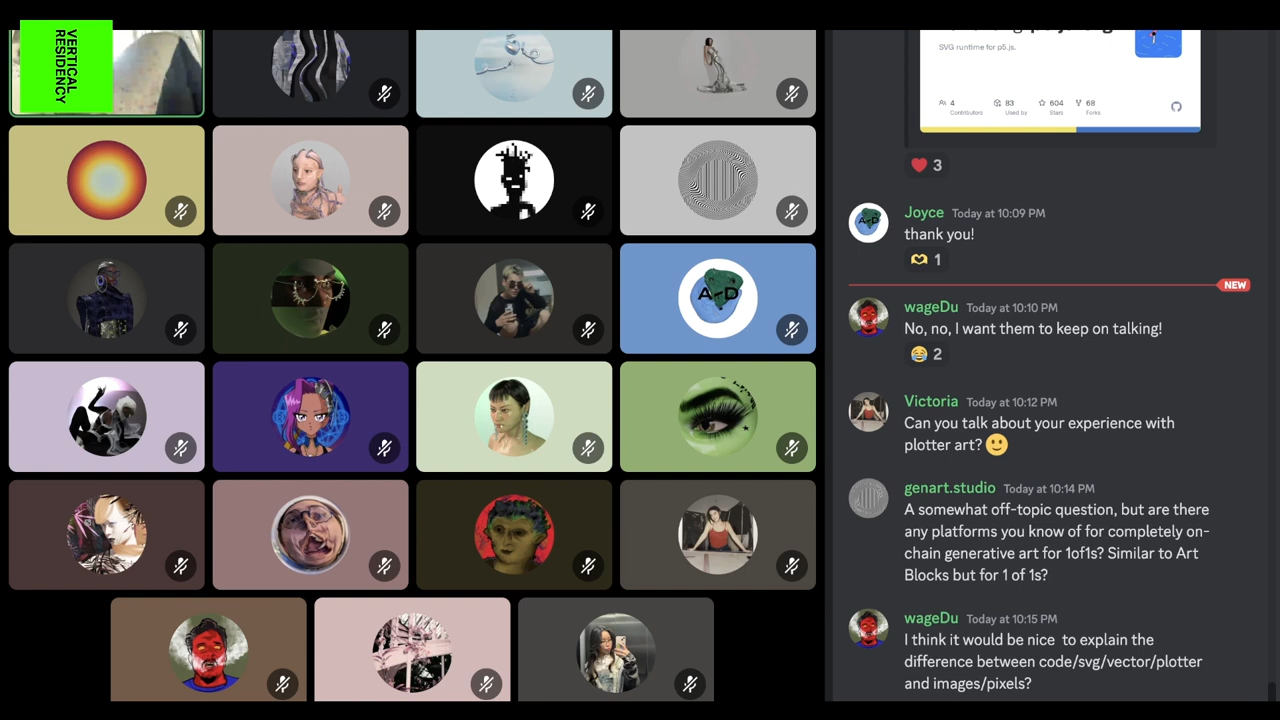 VERTICAL
RESIDENCY
SVG runtime for p5.js.
4
Contributors
83
Used by
604
Stars
68
Forks
3
Joyce Today at 10:09 PM
thank you!
1
NEW
wageDu Today at 10:10 PM
No, no, I want them to keep on talking!
2
Victoria Today at 10:12 PM
Can you talk about your experience with
plotter art?
genart.studio Today at 10:14 PM
A somewhat off-topic question, but are there
any platforms you know of for completely on-
chain generative art for 1of1s? Similar to Art
Blocks but for 1 of 1s?
wageDu Today at 10:15 PM
I think it would be nice to explain the
difference between code/svg/vector/plotter
and images/pixels?